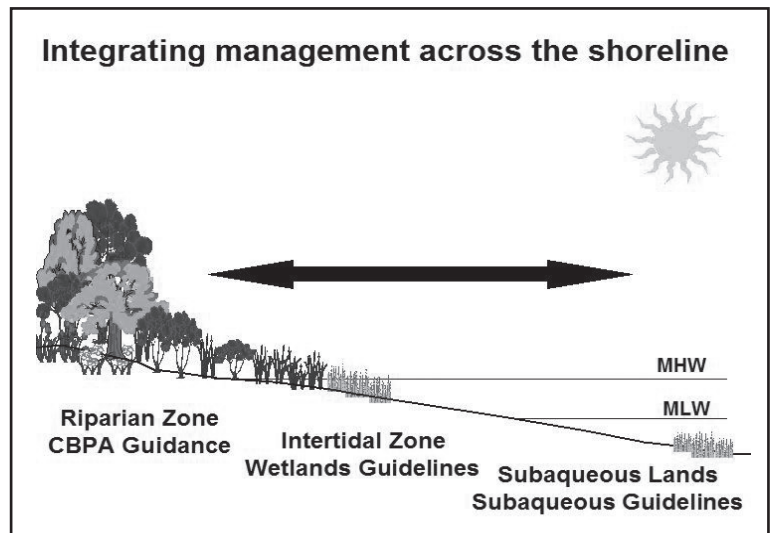 Integrating management across the shoreline
MHW
MLW
Riparian Zone
CBPA Guidance
Intertidal Zone
Wetlands Guidelines
Subaqueous Lands
Subaqueous Guidelines